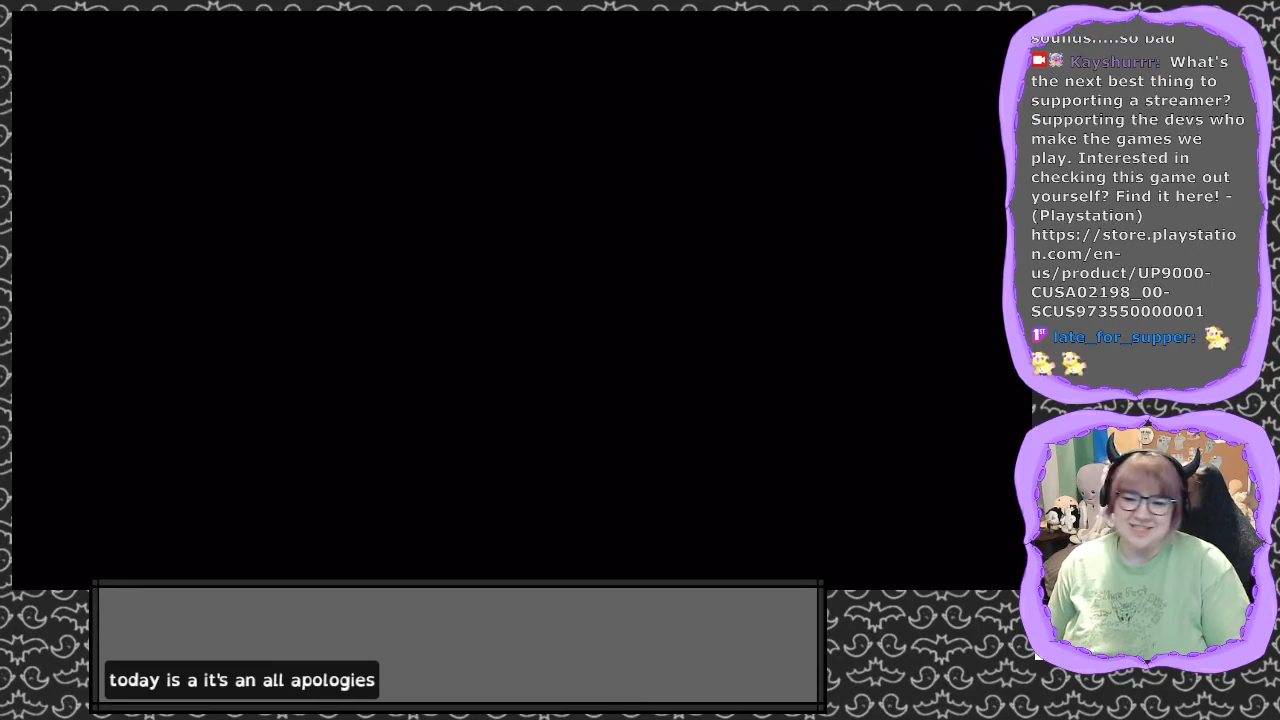 sounds.....so bad
Kayshurrr: What's
the next best thing to
supporting a streamer?
Supporting the devs who
make the games we
play. Interested in
checking this game out
yourself? Find it here! -
(Playstation)
https://store.playstatio
n.com/en-
us/product/UP9000-
CUSA02198_00-
SCUS973550000001
1ST late_for_supper:
today is a it's an all apologies